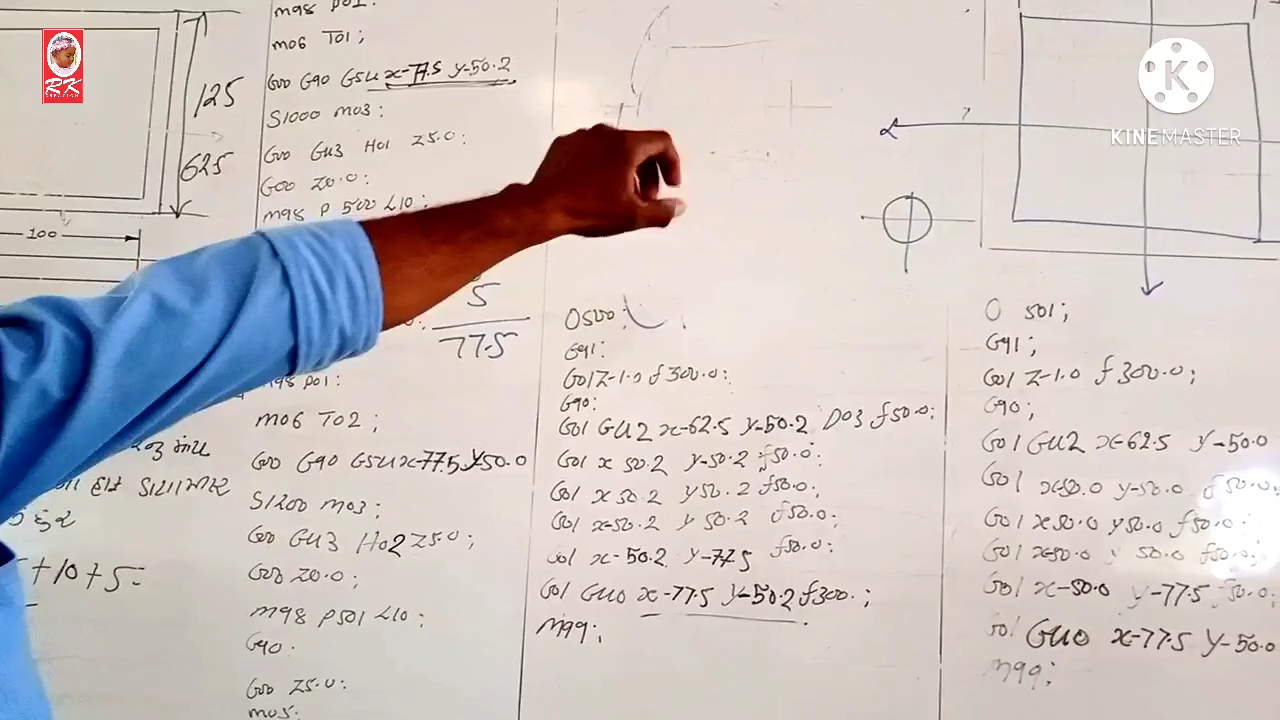 RK
CREATION
KINEMASTER
125
625
100
M98 P01:
M06 T01;
G00 G90 G54 x-77.5 y-50.2
S1000 M03;
G00 G43 H01 Z5.0:
G00 Z0.0:
M98 P 500 L10;
5
77.5
M98 P01:
M06 T02;
G00 G90 G54 x-77.5 y-50.0
S1200 M03;
G00 G43 H02 Z5.0;
G00 Z0.0;
M98 P501 L10;
G90:
G00 Z5.0:
M05:
+10+5-
O500:
G91:
G01 Z-1.0 f300.0;
G90:
G01 G42 x-62.5 y-50.2 D03 f50.0;
G01 x 50.2 y-50.2 f50.0:
G01 x 50.2 y50.2 f50.0;
G01 x-50.2 y 50.2 f50.0:
G01 x-50.2 y-77.5 f50.0:
G01 G40 x-77.5 y-50.2 f300.;
M99;
O 501;
G91;
G01 Z-1.0 f300.0;
G90;
G01 G42 x-62.5 y-50.0
G01 x-50.0 y-50.0 f50.0;
G01 x50.0 y50.0 f50.0;
G01 x-50.0 y 50.0 f50.0;
G01 x-50.0 y-77.5 f50.0;
G01 G40 x-77.5 y-50.0
M99;